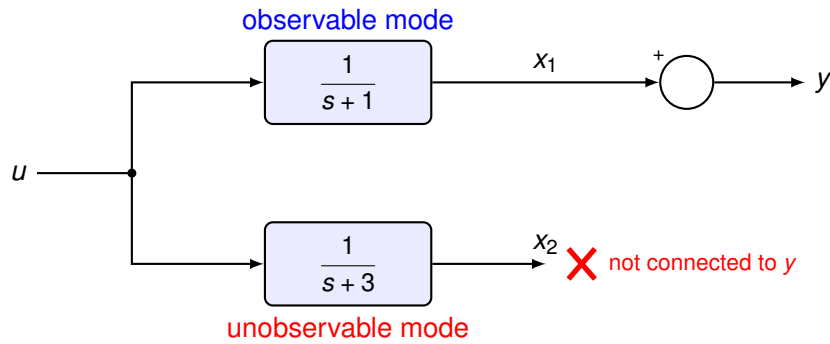 observable mode
1
s + 1
x1
+
y
u
1
s + 3
x2
not connected to y
unobservable mode